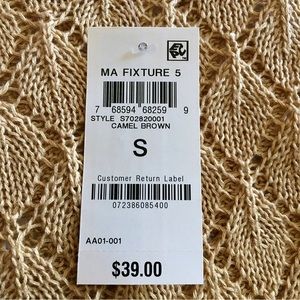 MA FIXTURE 5
7 68594 68259 9
STYLE S702820001
CAMEL BROWN
S
Customer Return Label
072386085400
AA01-001
$39.00